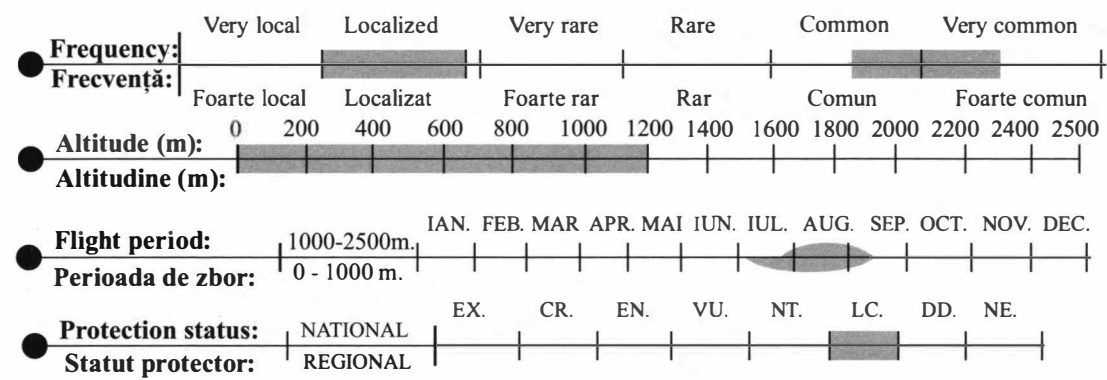 Very local Localized Very rare Rare Common Very common
Frequency:
Frecvență:
Foarte local Localizat Foarte rar Rar Comun Foarte comun
0 200 400 600 800 1000 1200 1400 1600 1800 2000 2200 2400 2500
Altitude (m):
Altitudine (m):
IAN. FEB. MAR APR. MAI IUN. IUL. AUG. SEP. OCT. NOV. DEC.
Flight period: 1000-2500m.
Perioada de zbor: 0 - 1000 m.
EX. CR. EN. VU. NT. LC. DD. NE.
Protection status: NATIONAL
Statut protector: REGIONAL